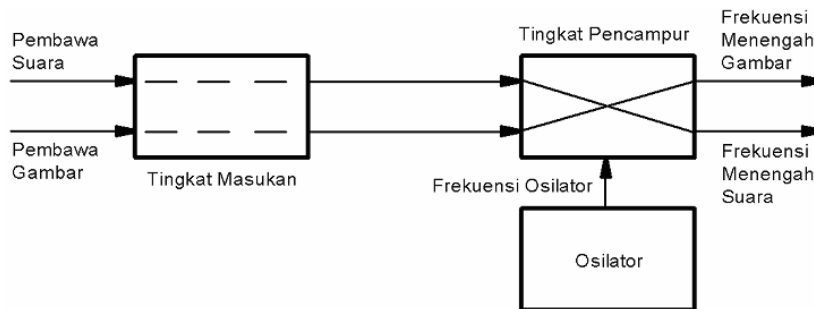 Pembawa
Suara
Pembawa
Gambar
Tingkat Masukan
Tingkat Pencampur
Frekuensi Osilator
Osilator
Frekuensi
Menengah
Gambar
Frekuensi
Menengah
Suara